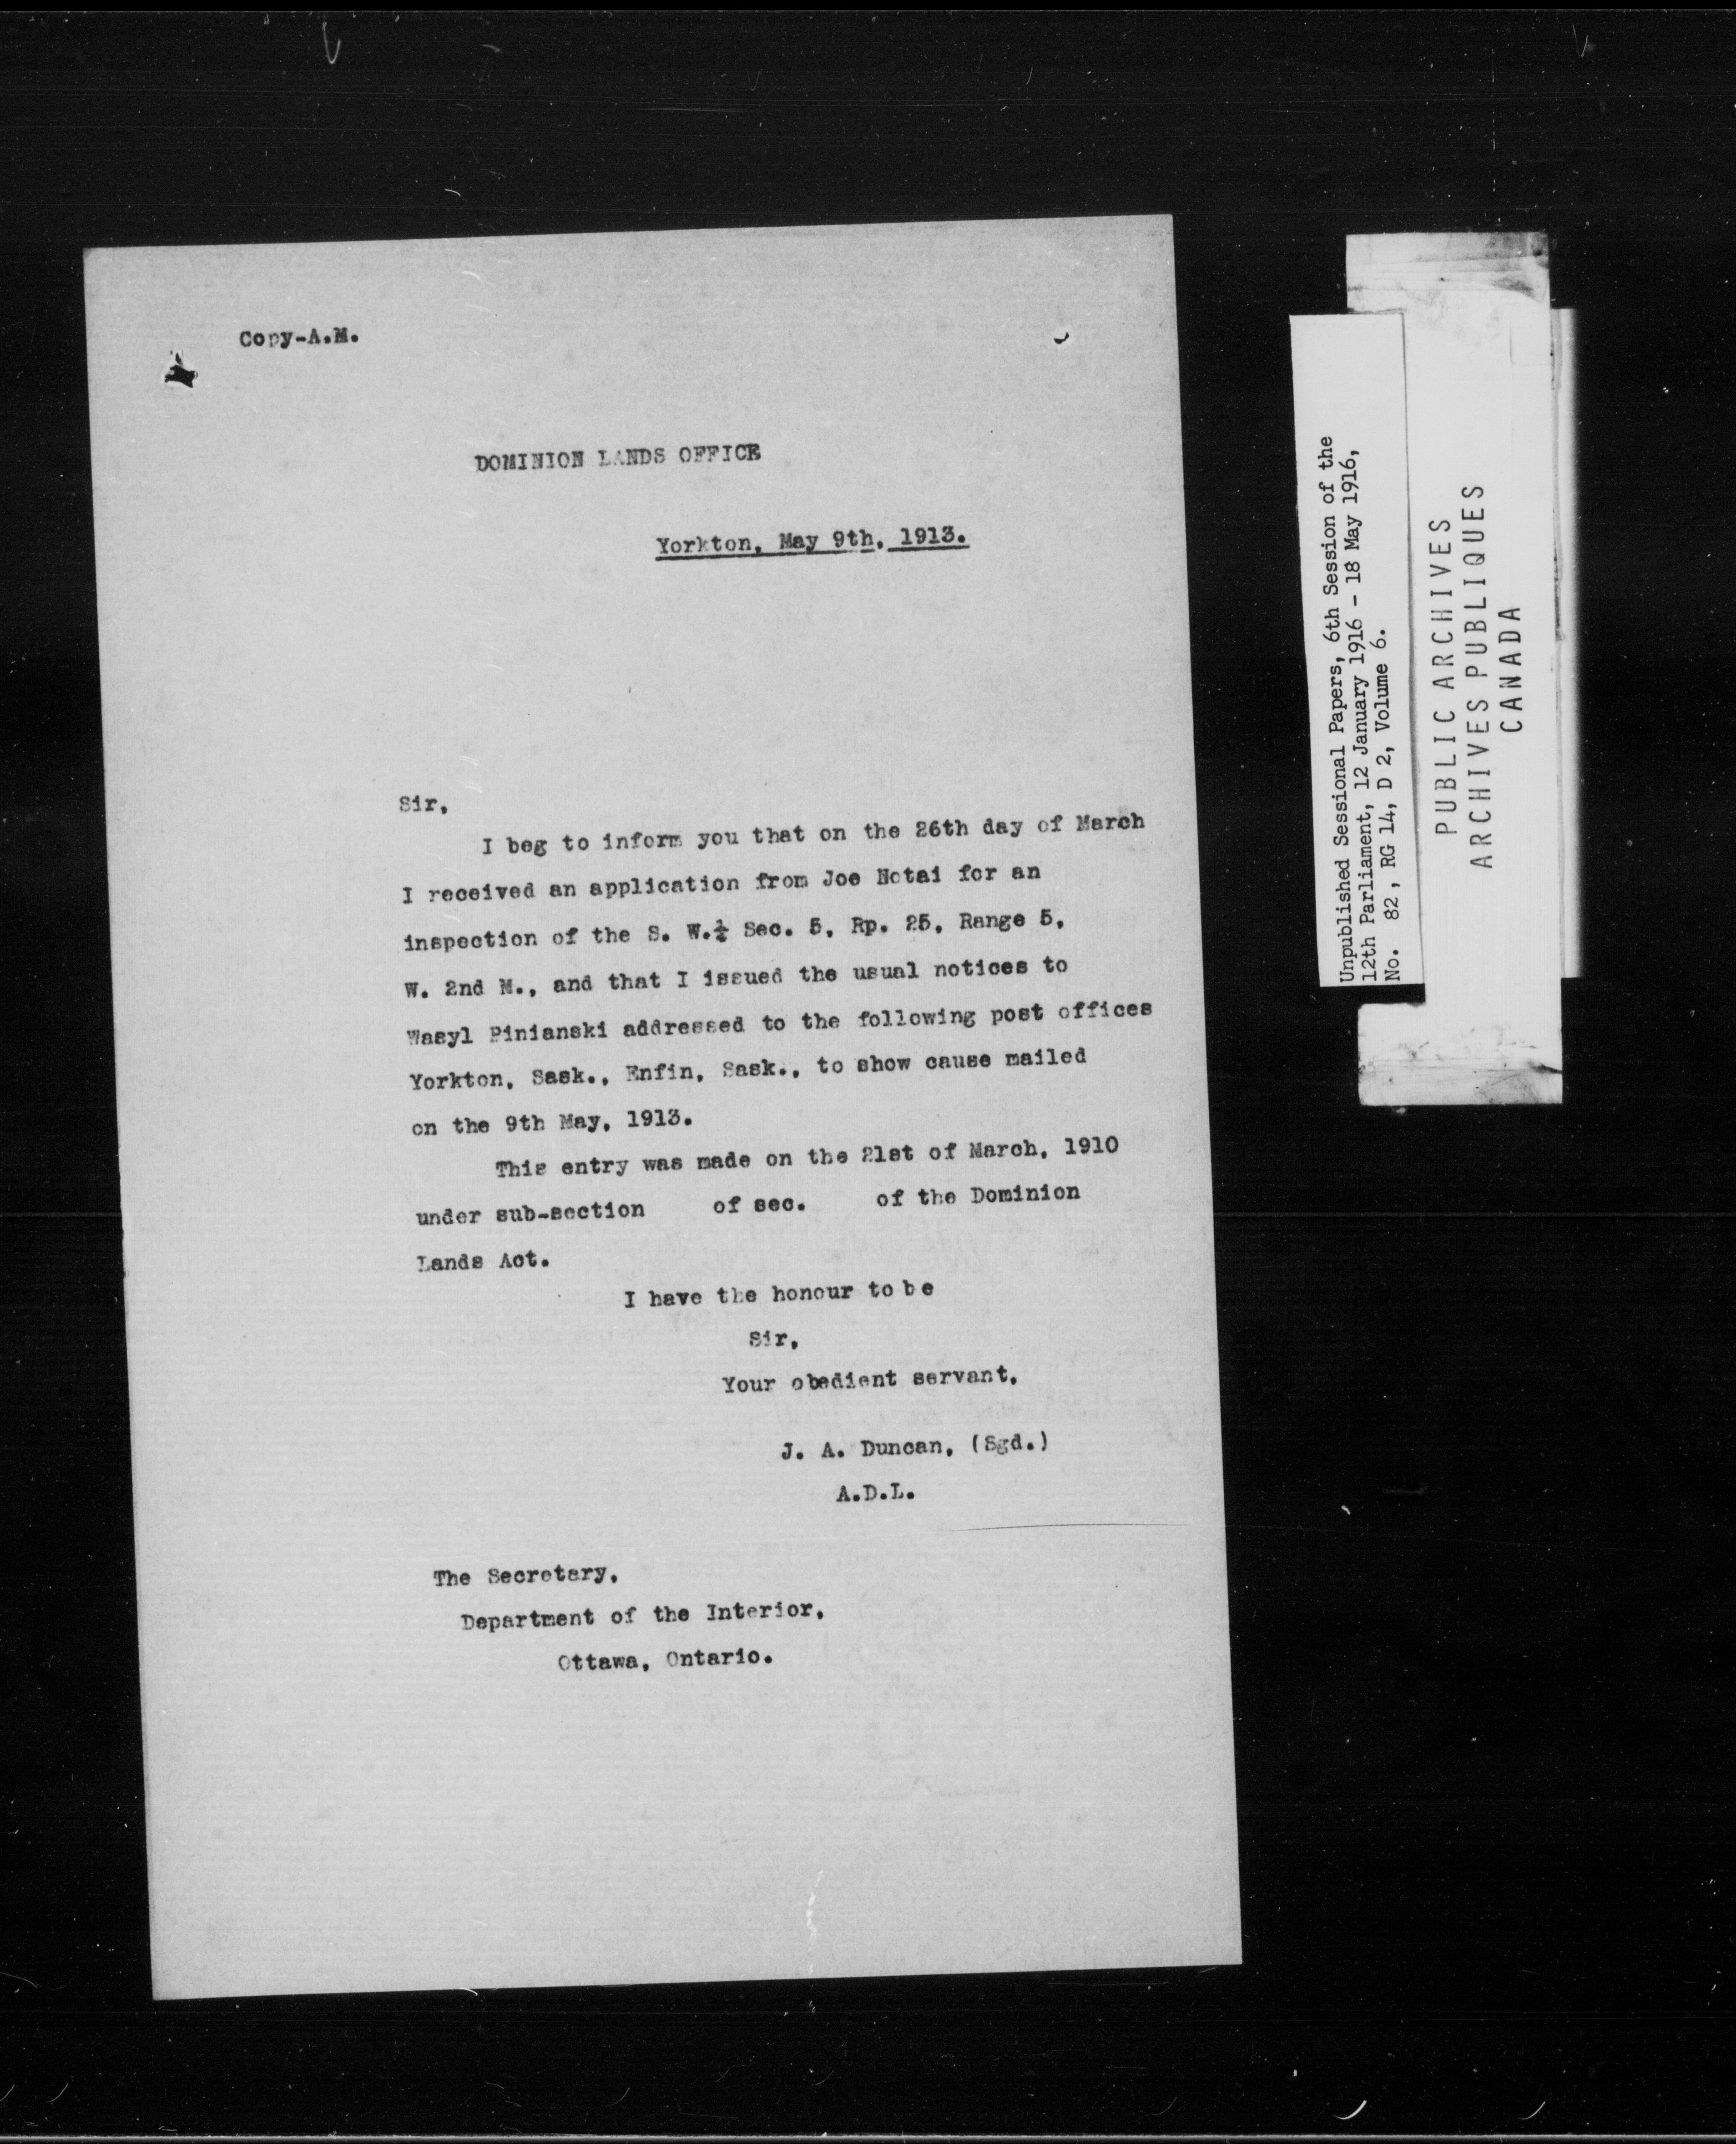 Copy-A.M.
DOMINION LANDS OFFICE
Yorkton, May 9th, 1913.
Sir,
I beg to inform you that on the 26th day of March
I received an application from Joe Notai for an
inspection of the S. W.¼ Sec. 5, Rp. 25, Range 5,
W. 2nd M., and that I issued the usual notices to
Wasyl Pinianski addressed to the following post offices
Yorkton, Sask., Enfin, Sask., to show cause mailed
on the 9th May, 1913.
This entry was made on the 21st of March, 1910
under sub-section of sec. of the Dominion
Lands Act.
I have the honour to be
Sir,
Your obedient servant,
J. A. Duncan, (Sgd.)
A.D.L.
The Secretary,
Department of the Interior,
Ottawa, Ontario.
Unpublished Sessional Papers, 6th Session of the
12th Parliament, 12 January 1916 - 18 May 1916,
No. 82, RG 14, D 2, Volume 6.
PUBLIC ARCHIVES
ARCHIVES PUBLIQUES
CANADA